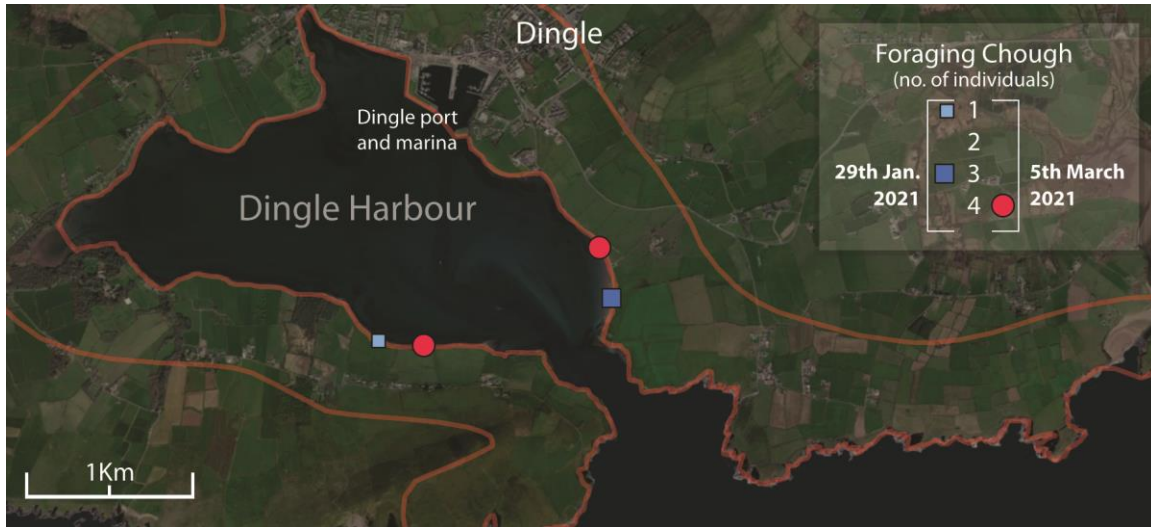 Dingle
Dingle port
and marina
Dingle Harbour
1Km
Foraging Chough
(no. of individuals)
1
2
29th Jan. 3 5th March
2021 4 2021